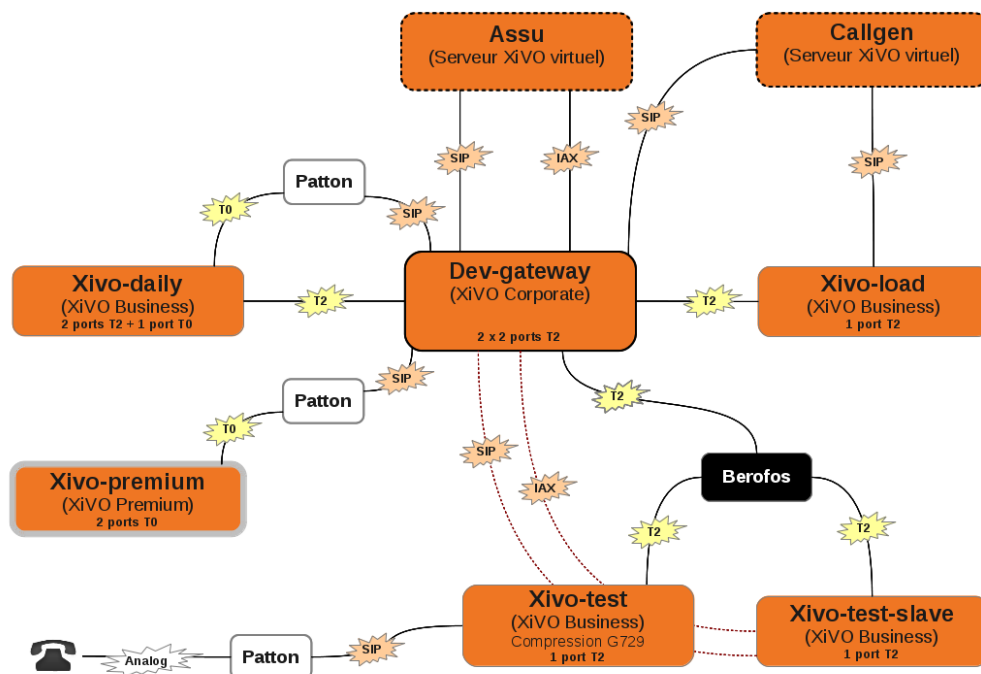 Assu
(Serveur XiVO virtuel)
Callgen
(Serveur XiVO virtuel)
SIP
SIP
IAX
SIP
Patton
T0
SIP
Xivo-daily
(XiVO Business)
2 ports T2 + 1 port T0
T2
Dev-gateway
(XiVO Corporate)
2 x 2 ports T2
T2
Xivo-load
(XiVO Business)
1 port T2
SIP
Patton
T0
T2
Xivo-premium
(XiVO Premium)
2 ports T0
SIP
IAX
Berofos
T2
T2
Xivo-test
(XiVO Business)
Compression G729
1 port T2
Xivo-test-slave
(XiVO Business)
1 port T2
Analog
Patton
SIP